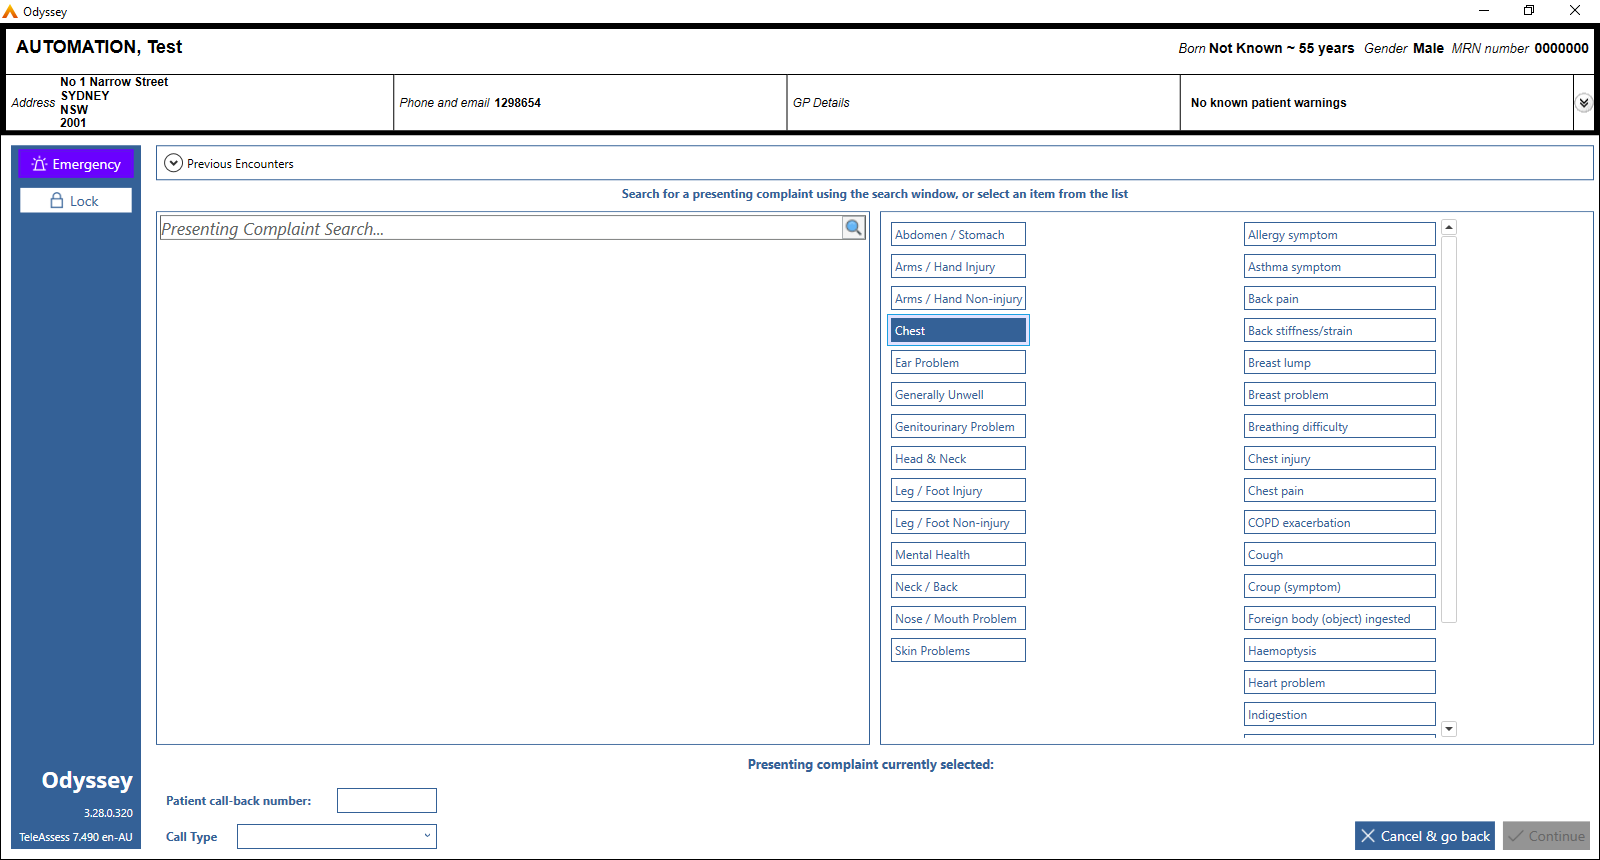 Odyssey
AUTOMATION, Test
Born Not Known ~ 55 years Gender Male MRN number 0000000
Address
No 1 Narrow Street
SYDNEY
NSW
2001
Phone and email 1298654
GP Details
No known patient warnings
Emergency
Lock
Previous Encounters
Search for a presenting complaint using the search window, or select an item from the list
Presenting Complaint Search...
Abdomen / Stomach
Arms / Hand Injury
Arms / Hand Non-injury
Chest
Ear Problem
Generally Unwell
Genitourinary Problem
Head & Neck
Leg / Foot Injury
Leg / Foot Non-injury
Mental Health
Neck / Back
Nose / Mouth Problem
Skin Problems
Allergy symptom
Asthma symptom
Back pain
Back stiffness/strain
Breast lump
Breast problem
Breathing difficulty
Chest injury
Chest pain
COPD exacerbation
Cough
Croup (symptom)
Foreign body (object) ingested
Haemoptysis
Heart problem
Indigestion
Presenting complaint currently selected:
Odyssey
3.28.0.320
TeleAssess 7.490 en-AU
Patient call-back number:
Call Type
Cancel & go back
Continue